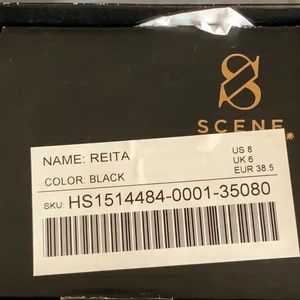 SCENE
NAME: REITA
US 8
UK 6
COLOR: BLACK
EUR 38.5
SKU: HS1514484-0001-35080